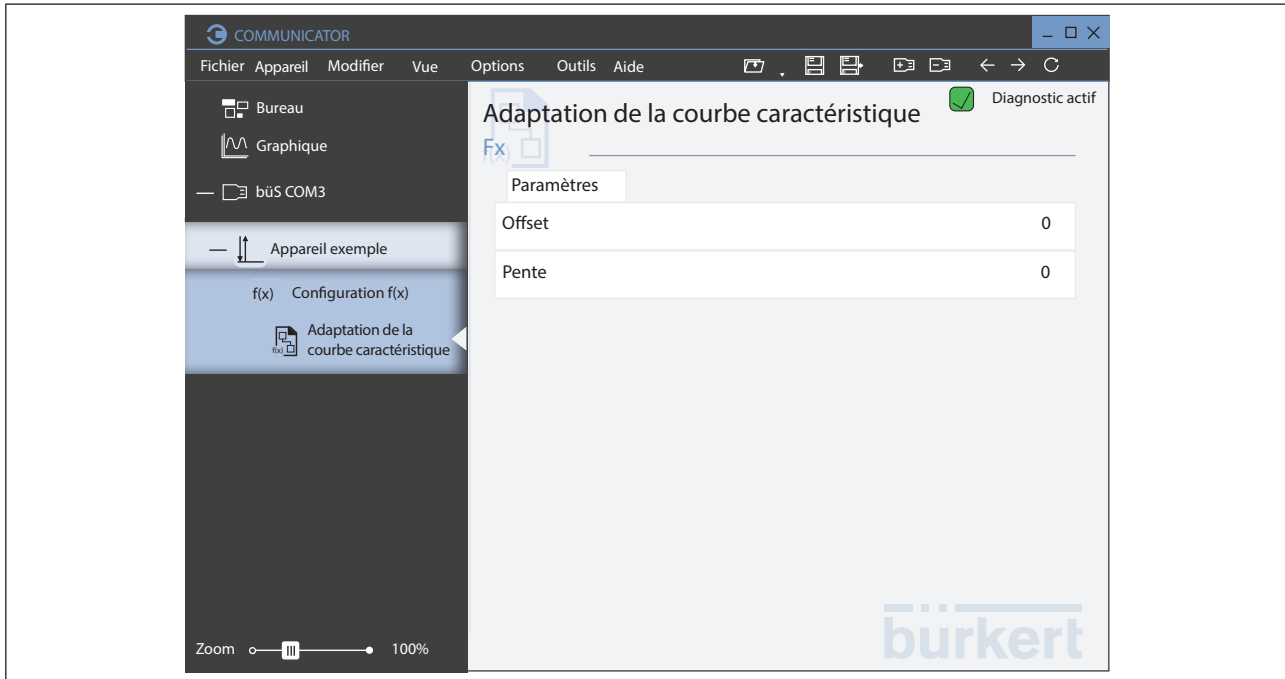 COMMUNICATOR
Fichier Appareil Modifier Vue Options Outils Aide
Bureau
Graphique
büS COM3
Appareil exemple
f(x) Configuration f(x)
f(x) Adaptation de la
courbe caractéristique
Zoom 100%
Diagnostic actif
Adaptation de la courbe caractéristique
f(x)
Fx
Paramètres
Offset 0
Pente 0
burkert